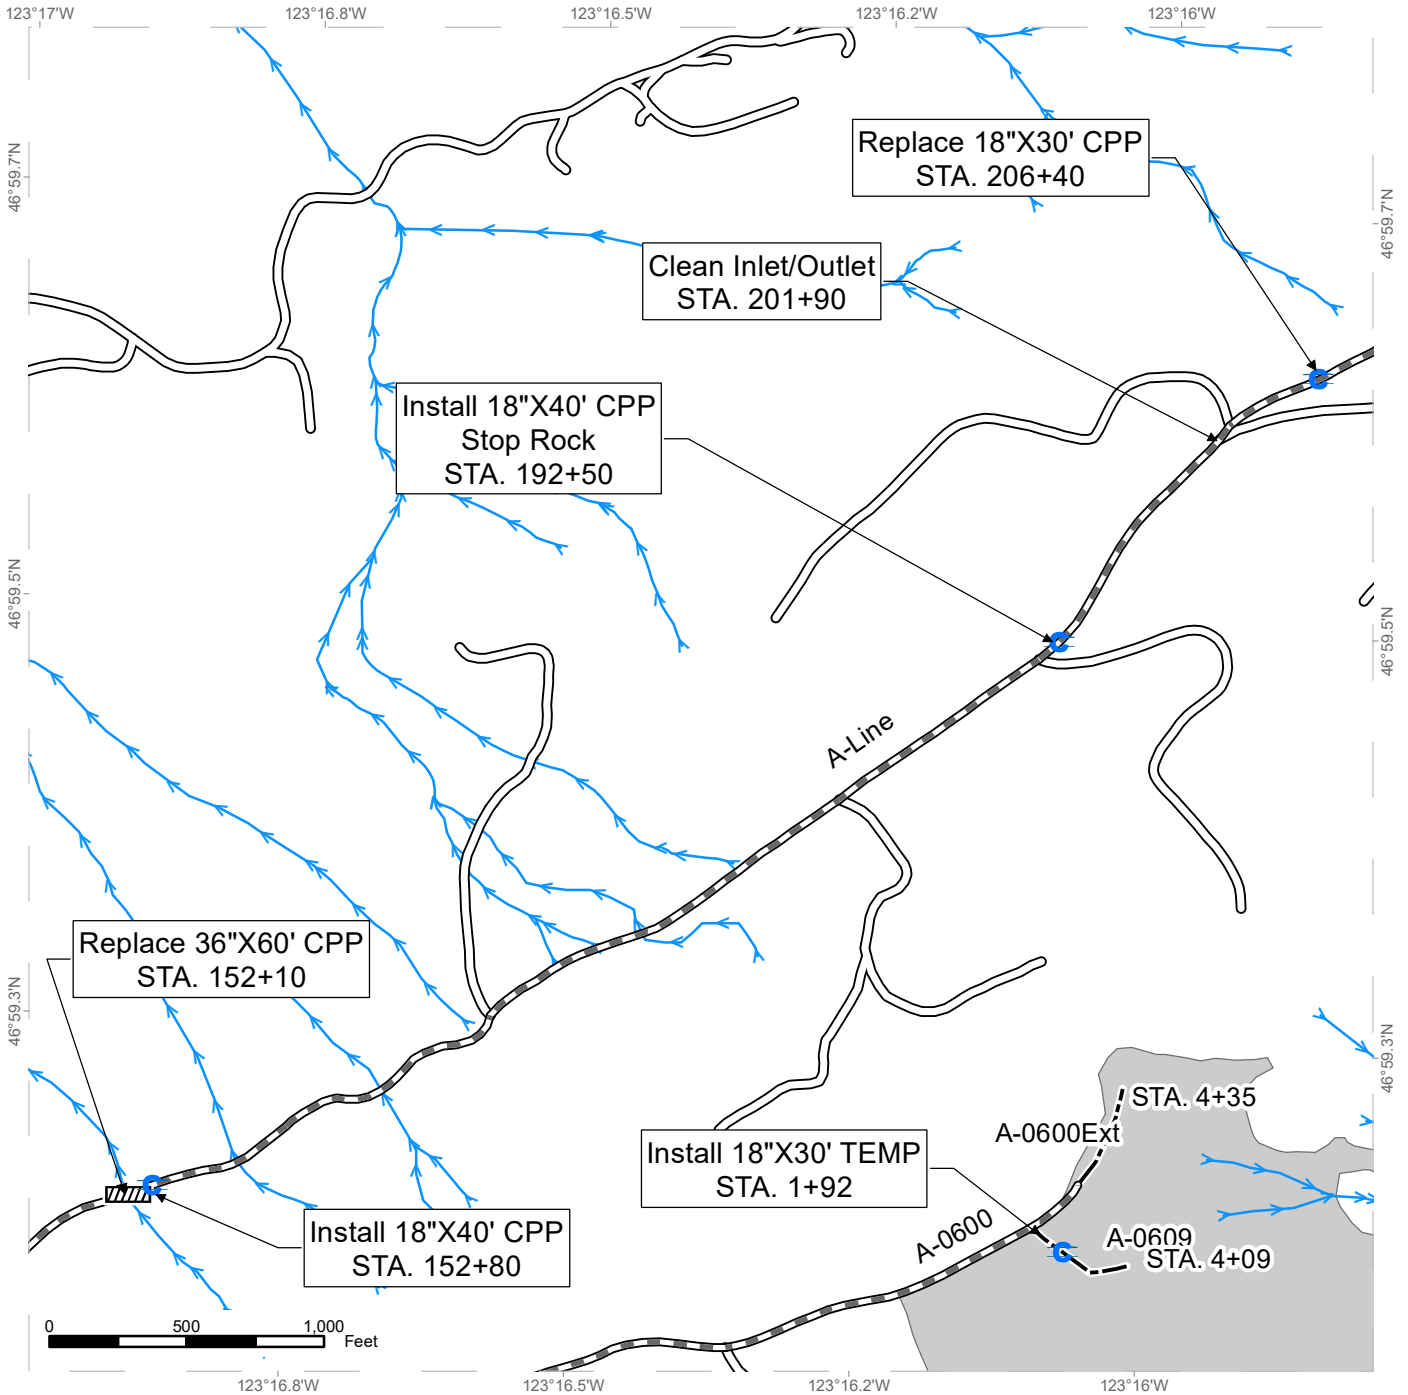 123°17'W
123°16.8'W
123°16.5'W
123°16.2'W
123°16'W
46°59.7'N
46°59.7'N
Replace 18"X30' CPP
STA. 206+40
Clean Inlet/Outlet
STA. 201+90
Install 18"X40' CPP
Stop Rock
STA. 192+50
46°59.5'N
46°59.5'N
A-Line
Replace 36"X60' CPP
STA. 152+10
46°59.3'N
46°59.3'N
STA. 4+35
A-0600Ext
Install 18"X30' TEMP
STA. 1+92
A-0600
A-0609
STA. 4+09
Install 18"X40' CPP
STA. 152+80
0 500 1,000
Feet
123°16.8'W
123°16.5'W
123°16.2'W
123°16'W